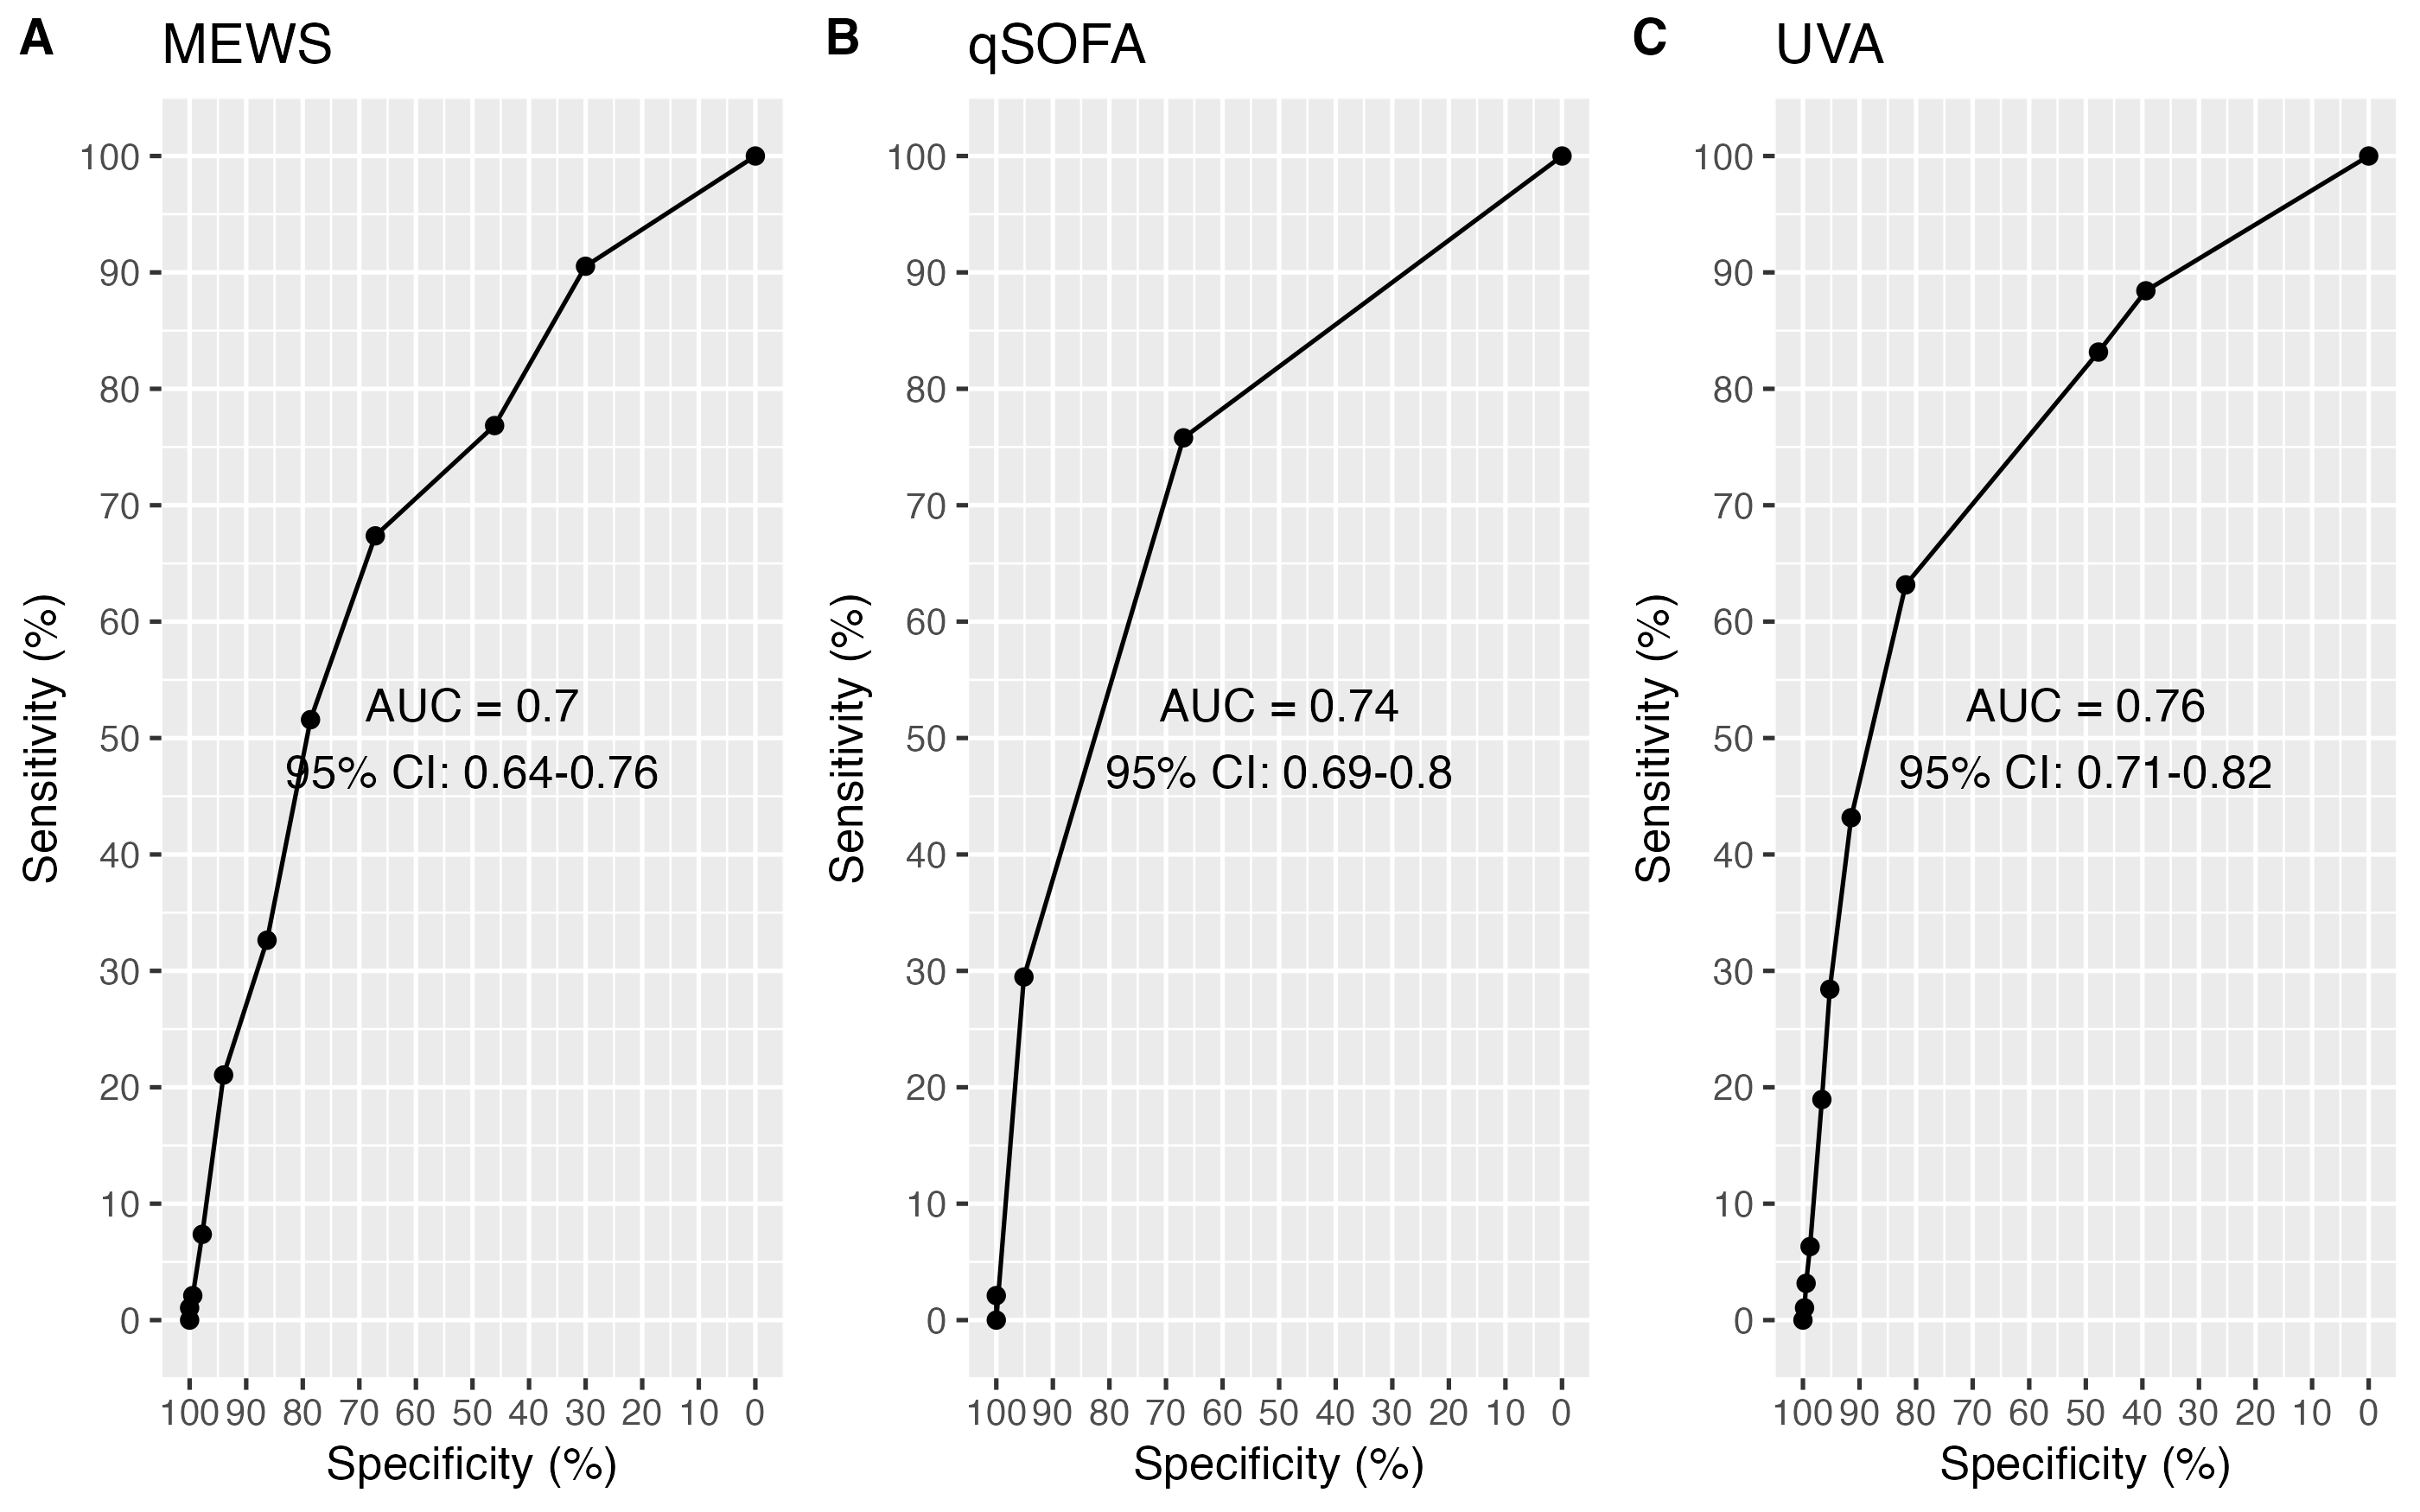 A MEWS
100
90
80
70
60
50
40
30
20
10
0
Sensitivity (%)
AUC = 0.7
95% CI: 0.64-0.76
100 90 80 70 60 50 40 30 20 10 0
Specificity (%)
B qSOFA
100
90
80
70
60
50
40
30
20
10
0
Sensitivity (%)
AUC = 0.74
95% CI: 0.69-0.8
100 90 80 70 60 50 40 30 20 10 0
Specificity (%)
C UVA
100
90
80
70
60
50
40
30
20
10
0
Sensitivity (%)
AUC = 0.76
95% CI: 0.71-0.82
100 90 80 70 60 50 40 30 20 10 0
Specificity (%)